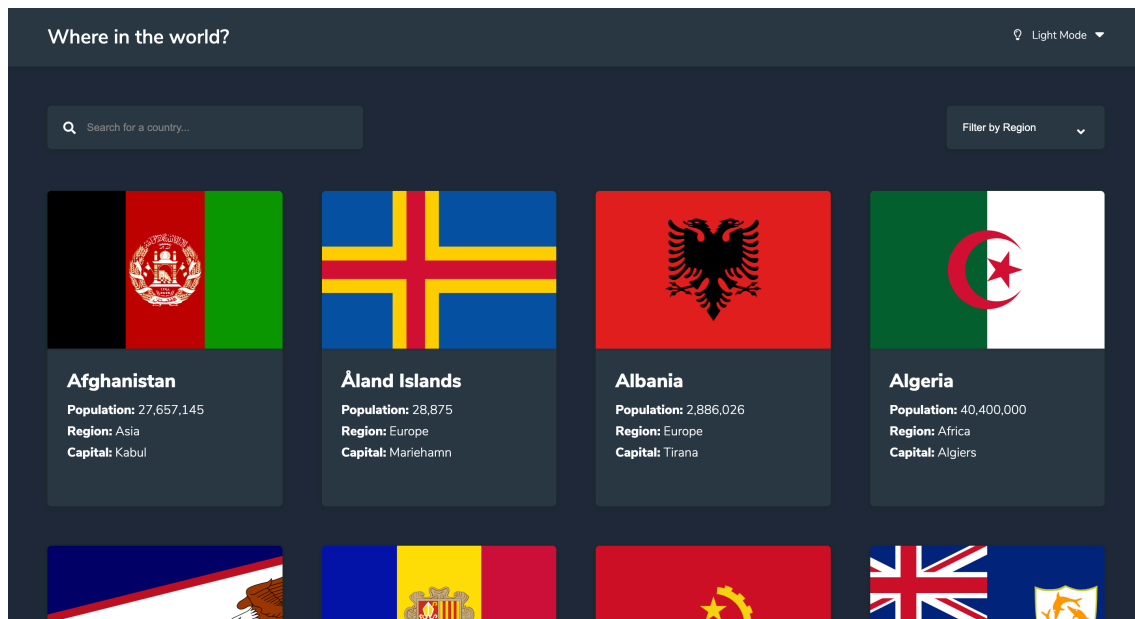 Where in the world?
Light Mode
Search for a country...
Filter by Region
Afghanistan
Population: 27,657,145
Region: Asia
Capital: Kabul
Åland Islands
Population: 28,875
Region: Europe
Capital: Mariehamn
Albania
Population: 2,886,026
Region: Europe
Capital: Tirana
Algeria
Population: 40,400,000
Region: Africa
Capital: Algiers